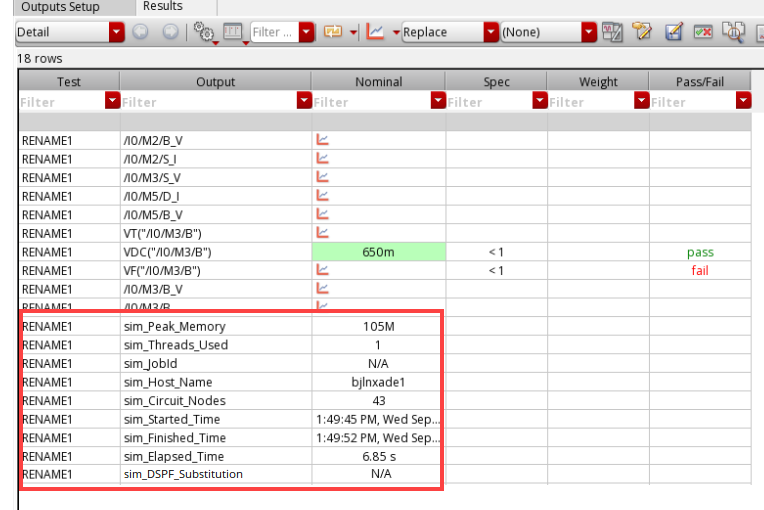 Outputs Setup Results
Detail Filter ... Replace (None)
18 rows
Test Output Nominal Spec Weight Pass/Fail
Filter Filter Filter Filter Filter Filter
RENAME1 /I0/M2/B_V
RENAME1 /I0/M2/S_I
RENAME1 /I0/M3/S_V
RENAME1 /I0/M5/D_I
RENAME1 /I0/M5/B_V
RENAME1 VT("/I0/M3/B")
RENAME1 VDC("/I0/M3/B") 650m < 1 pass
RENAME1 VF("/I0/M3/B") < 1 fail
RENAME1 /I0/M3/B_V
RENAME1 /I0/M3/B
RENAME1 sim_Peak_Memory 105M
RENAME1 sim_Threads_Used 1
RENAME1 sim_JobId N/A
RENAME1 sim_Host_Name bjlnxade1
RENAME1 sim_Circuit_Nodes 43
RENAME1 sim_Started_Time 1:49:45 PM, Wed Sep...
RENAME1 sim_Finished_Time 1:49:52 PM, Wed Sep...
RENAME1 sim_Elapsed_Time 6.85 s
RENAME1 sim_DSPF_Substitution N/A